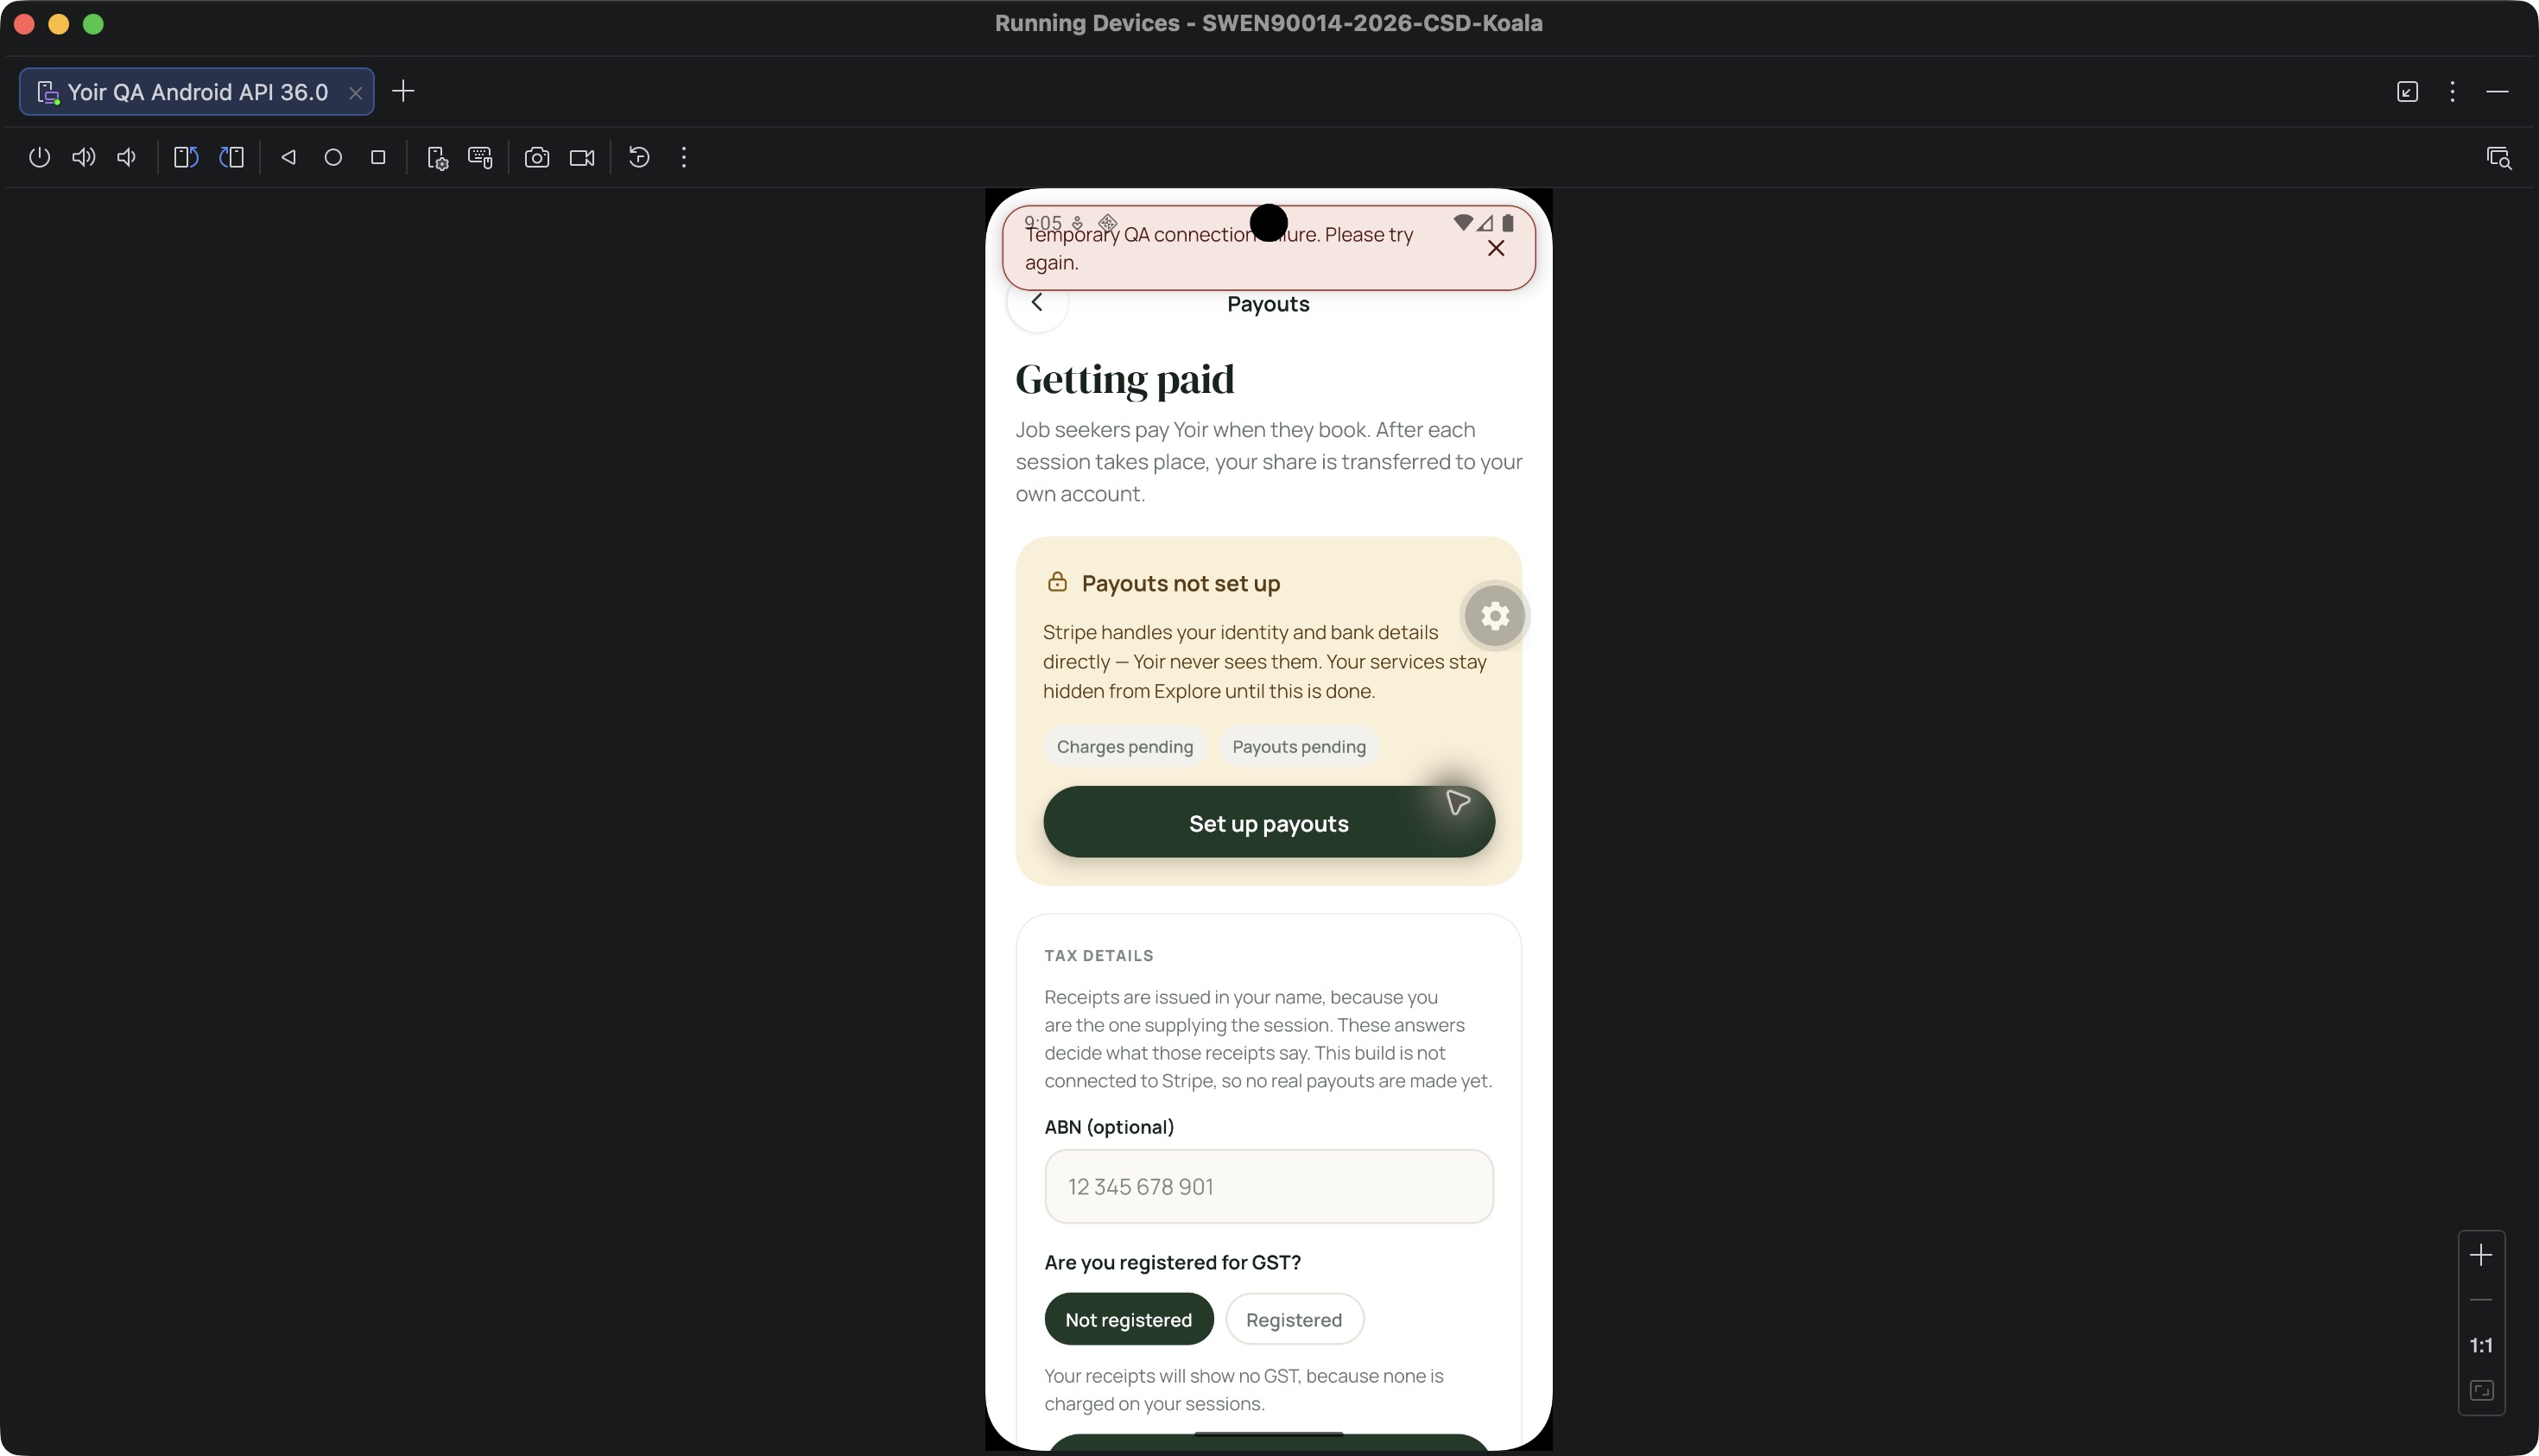 Running Devices - SWEN90014-2026-CSD-Koala
Yoir QA Android API 36.0
9:05
Temporary QA connection. Please try
again.
Payouts
Getting paid
Job seekers pay Yoir when they book. After each
session takes place, your share is transferred to your
own account.
Payouts not set up
Stripe handles your identity and bank details
directly — Yoir never sees them. Your services stay
hidden from Explore until this is done.
Charges pending
Payouts pending
Set up payouts
TAX DETAILS
Receipts are issued in your name, because you
are the one supplying the session. These answers
decide what those receipts say. This build is not
connected to Stripe, so no real payouts are made yet.
ABN (optional)
12 345 678 901
Are you registered for GST?
Not registered
Registered
Your receipts will show no GST, because none is
charged on your sessions.
1:1